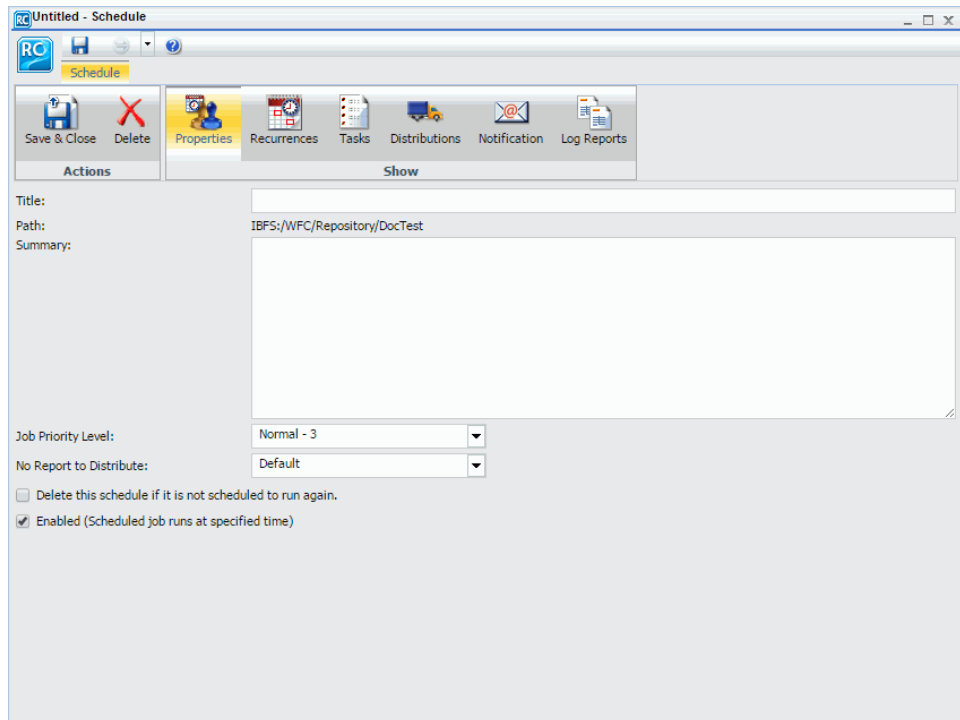 RC Untitled - Schedule
RC
Schedule
Save & Close Delete Properties Recurrences Tasks Distributions Notification Log Reports
Actions Show
Title:
Path: IBFS:/WFC/Repository/DocTest
Summary:
Job Priority Level: Normal - 3
No Report to Distribute: Default
Delete this schedule if it is not scheduled to run again.
Enabled (Scheduled job runs at specified time)